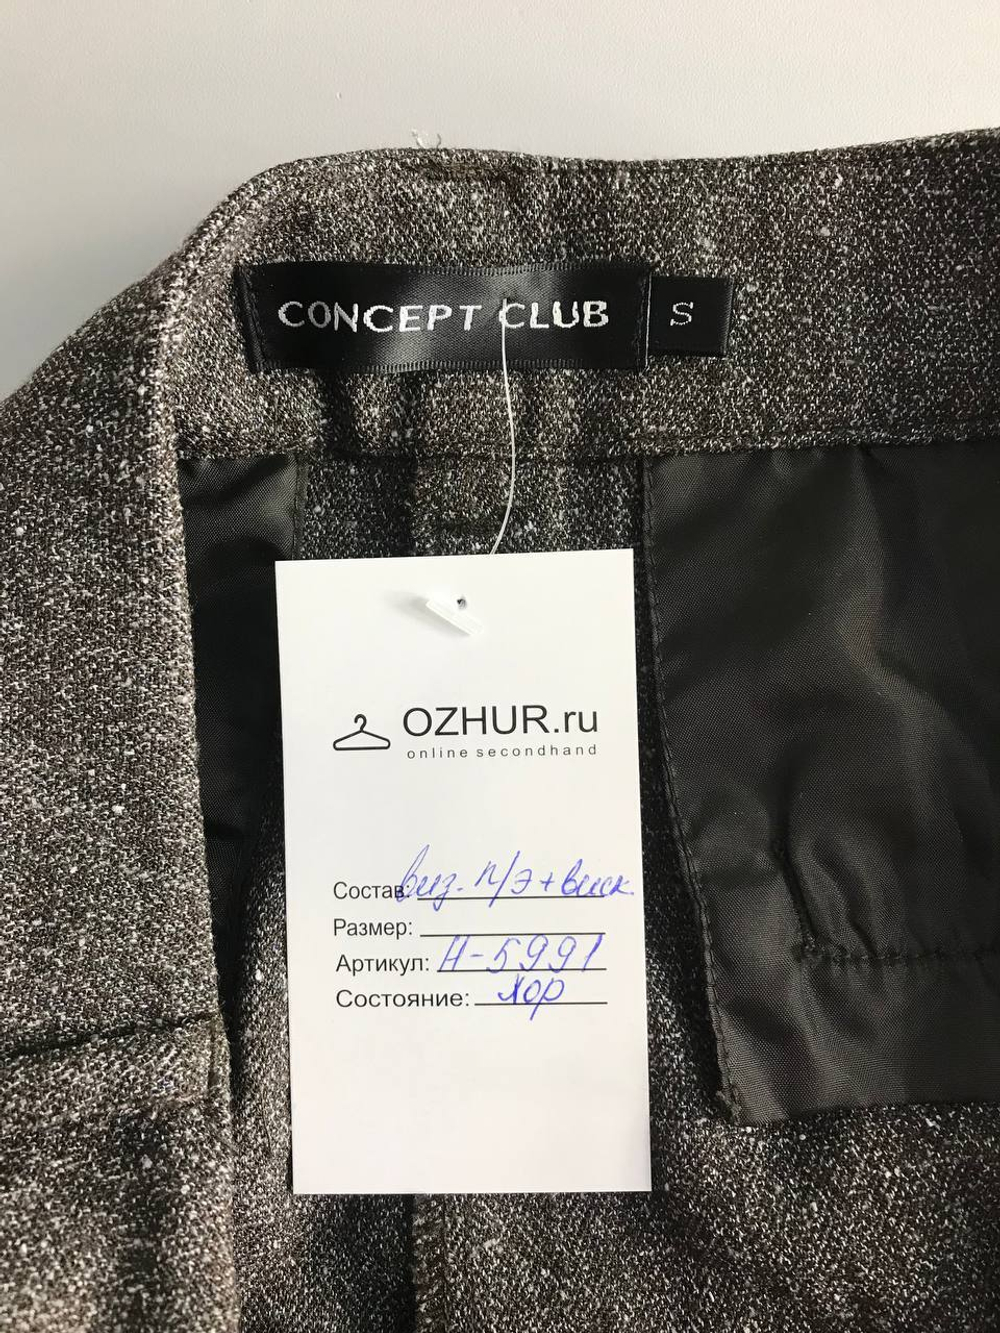 CONCEPT CLUB
S
OZHUR.ru
online secondhand
Состав: виз. п/э + виск.
Размер:
Артикул: Н-5991
Состояние: хор